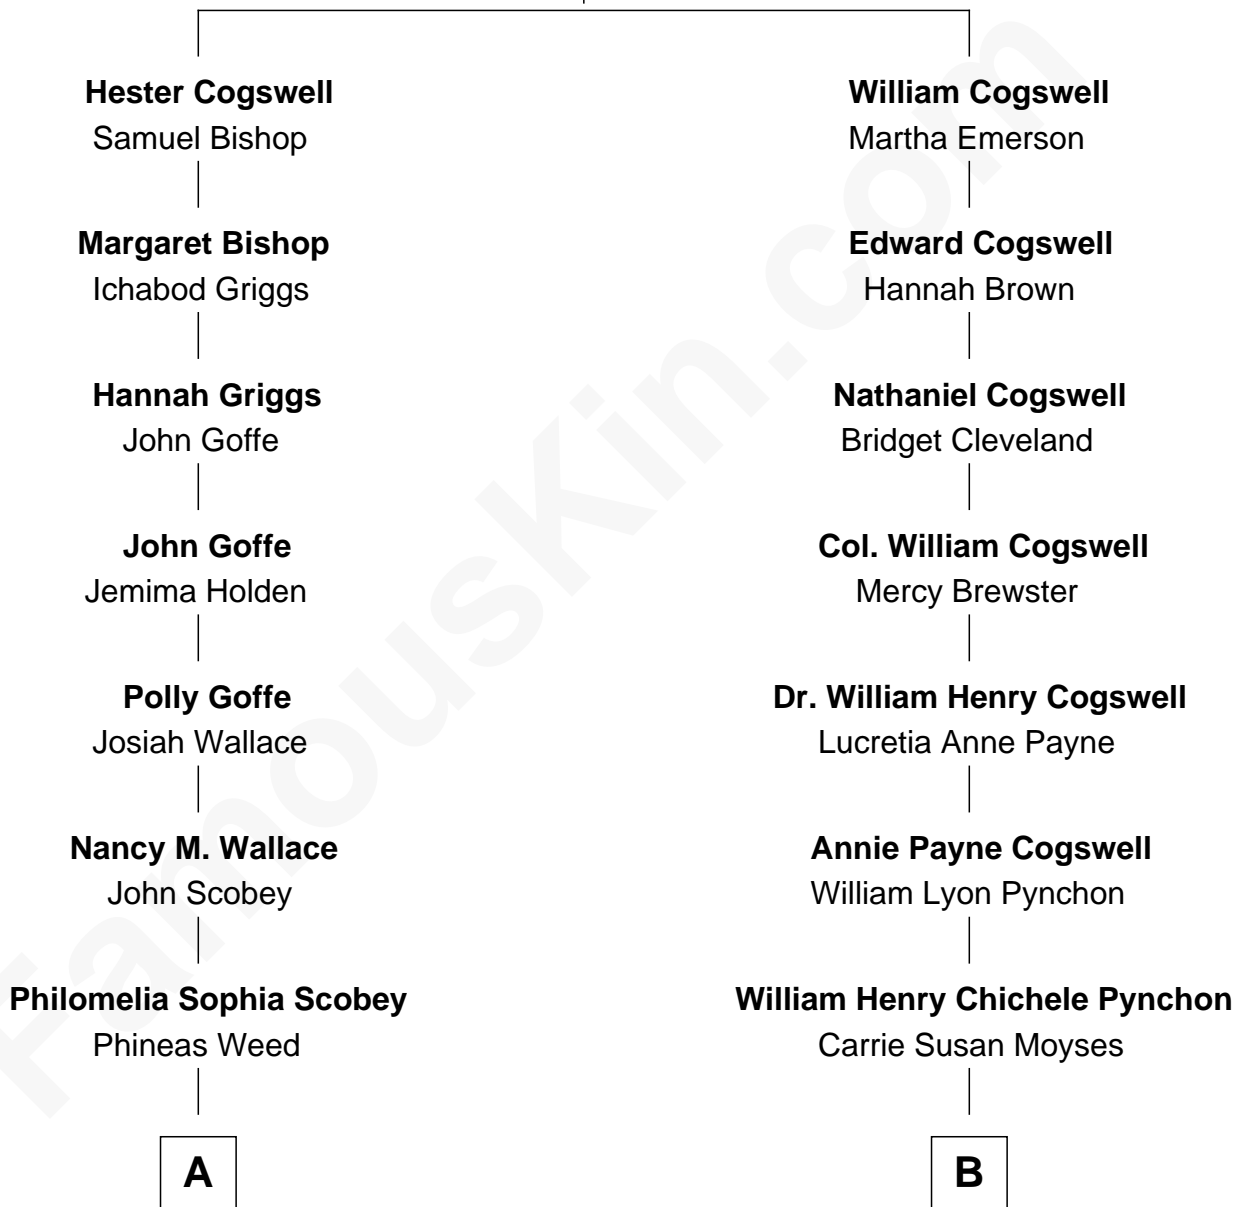 Hester Cogswell
Samuel Bishop
Margaret Bishop
Ichabod Griggs
Hannah Griggs
John Goffe
John Goffe
Jemima Holden
Polly Goffe
Josiah Wallace
Nancy M. Wallace
John Scobey
Philomelia Sophia Scobey
Phineas Weed
A
William Cogswell
Martha Emerson
Edward Cogswell
Hannah Brown
Nathaniel Cogswell
Bridget Cleveland
Col. William Cogswell
Mercy Brewster
Dr. William Henry Cogswell
Lucretia Anne Payne
Annie Payne Cogswell
William Lyon Pynchon
William Henry Chichele Pynchon
Carrie Susan Moyses
B
FamousKin.com